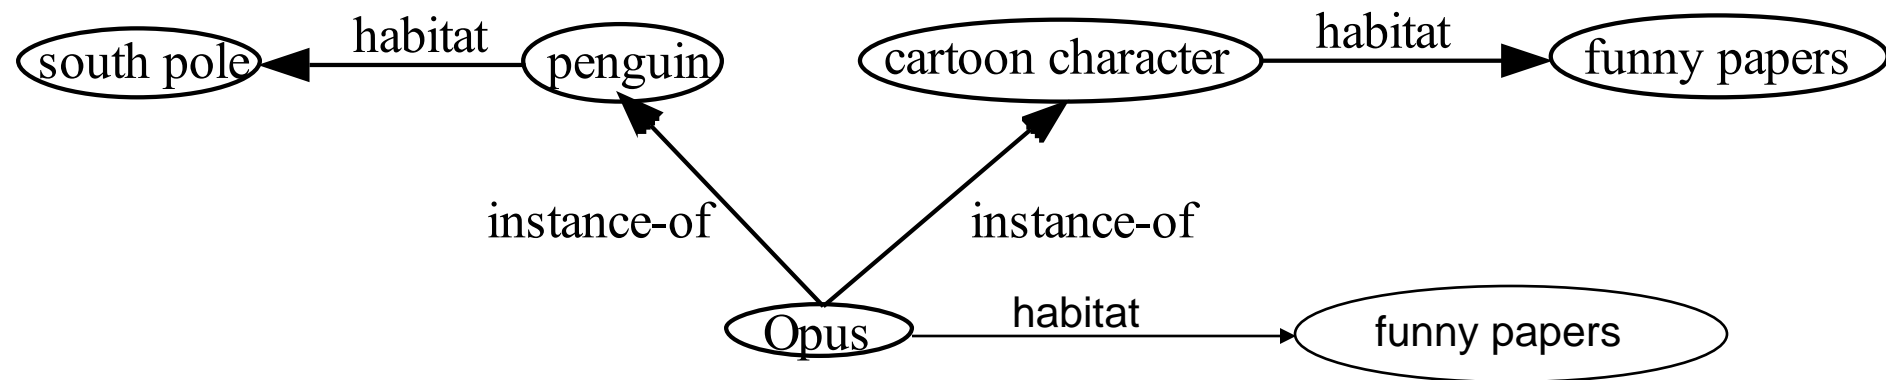 south pole
habitat
penguin
cartoon character
habitat
funny papers
instance-of
instance-of
Opus
habitat
funny papers